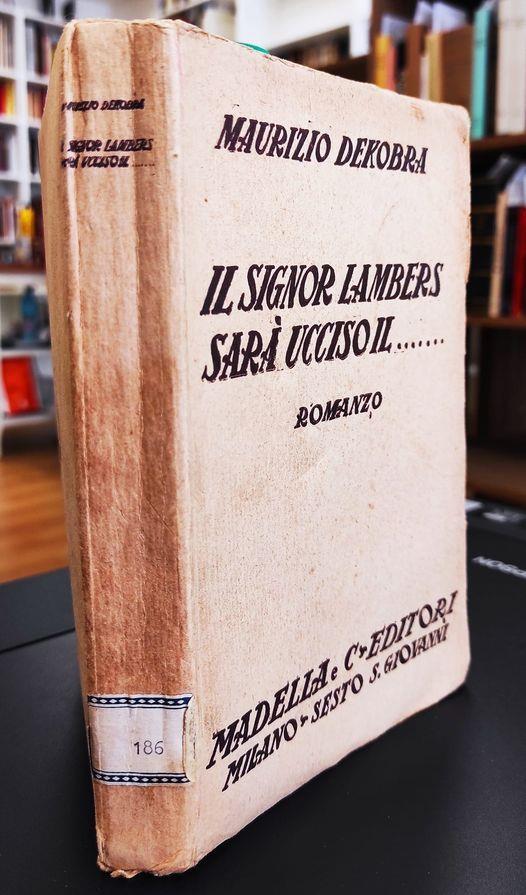 MAURIZIO DEKOBRA
IL SIGNOR LAMBERS
SARÀ UCCISO IL .......
ROMANZO
MADELLA e C° EDITORI
MILANO SESTO S. GIOVANNI
MAURIZIO DEKOBRA
IL SIGNOR LAMBERS
SARÀ UCCISO IL .......
186